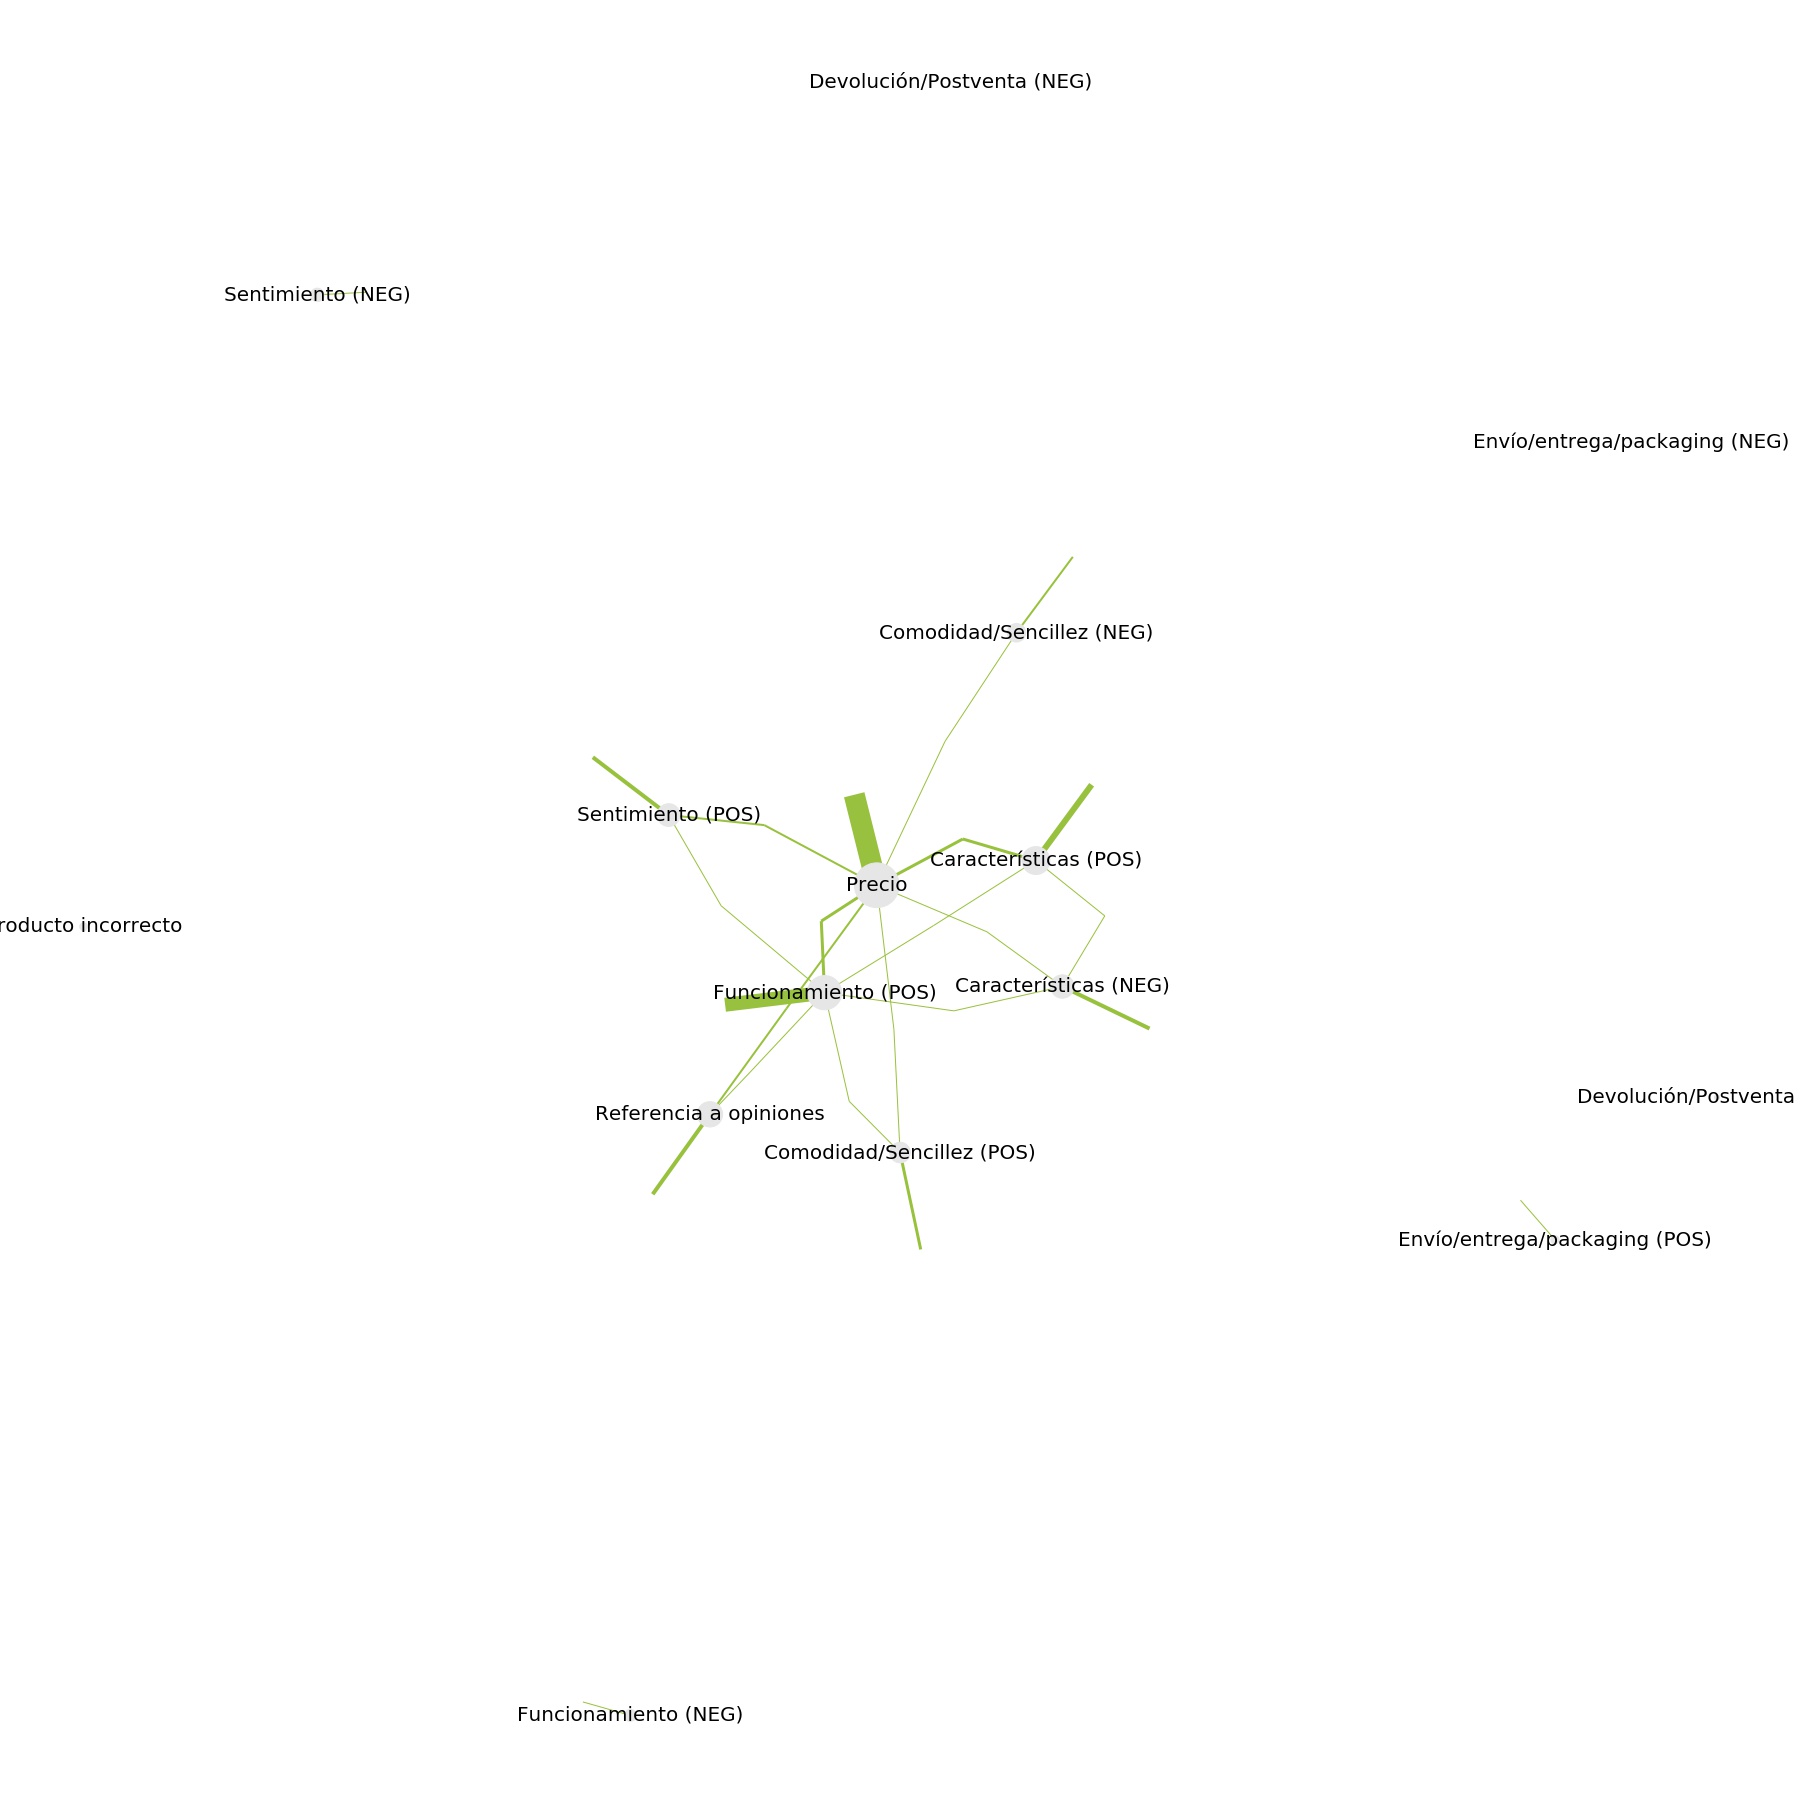 Devolución/Postventa (NEG)
Sentimiento (NEG)
Envío/entrega/packaging (NEG)
Comodidad/Sencillez (NEG)
Sentimiento (POS)
Características (POS)
Precio
roducto incorrecto
Características (NEG)
Funcionamiento (POS)
Devolución/Postventa
Referencia a opiniones
Comodidad/Sencillez (POS)
Envío/entrega/packaging (POS)
Funcionamiento (NEG)